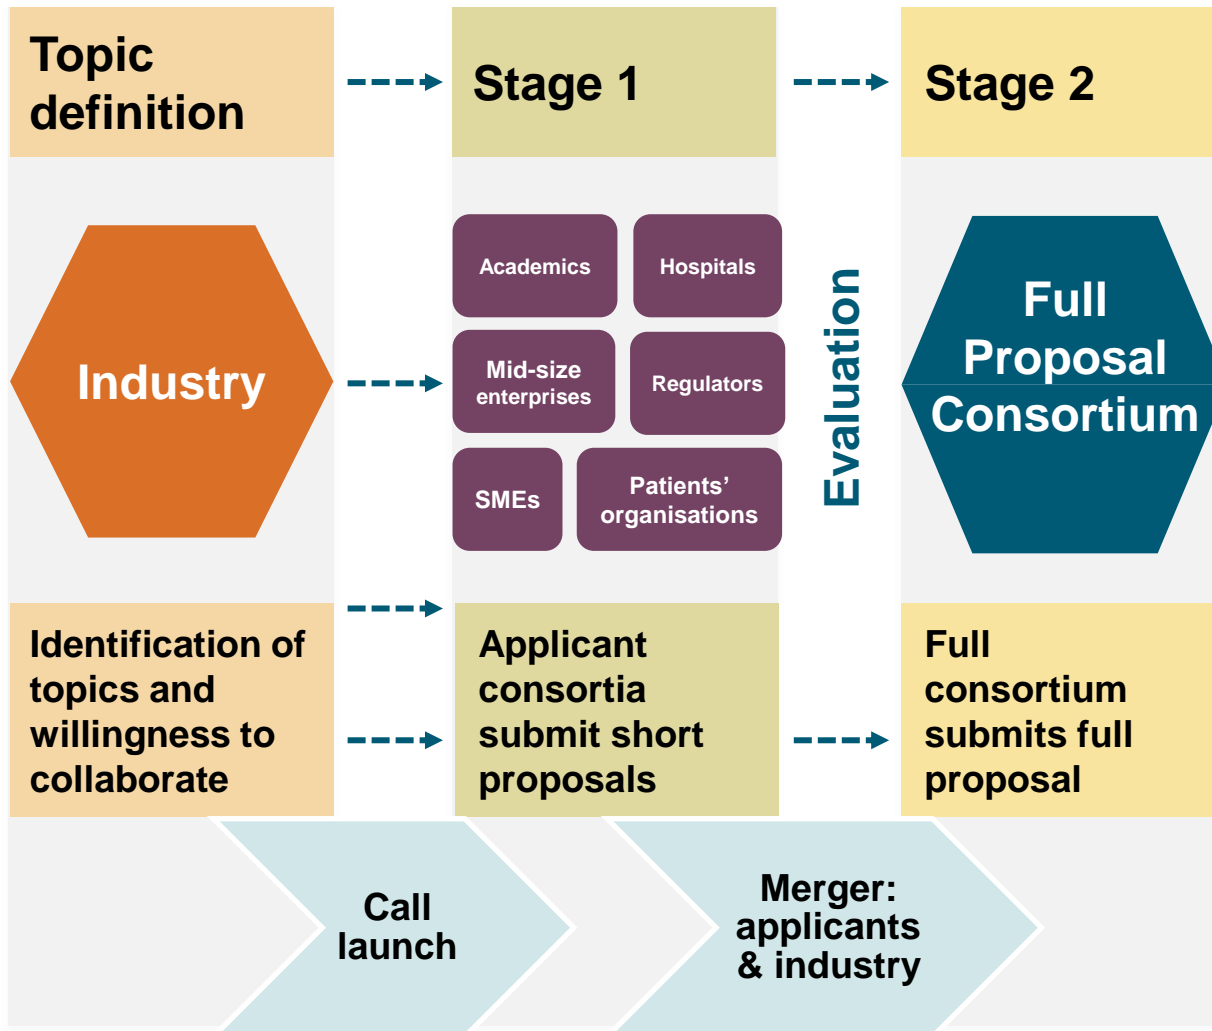 Topic
definition
Stage 1
Stage 2
Industry
Academics
Hospitals
Mid-size
enterprises
Regulators
SMEs
Patients’
organisations
Evaluation
Full
Proposal
Consortium
Identification of
topics and
willingness to
collaborate
Applicant
consortia
submit short
proposals
Full
consortium
submits full
proposal
Call
launch
Merger:
applicants
& industry